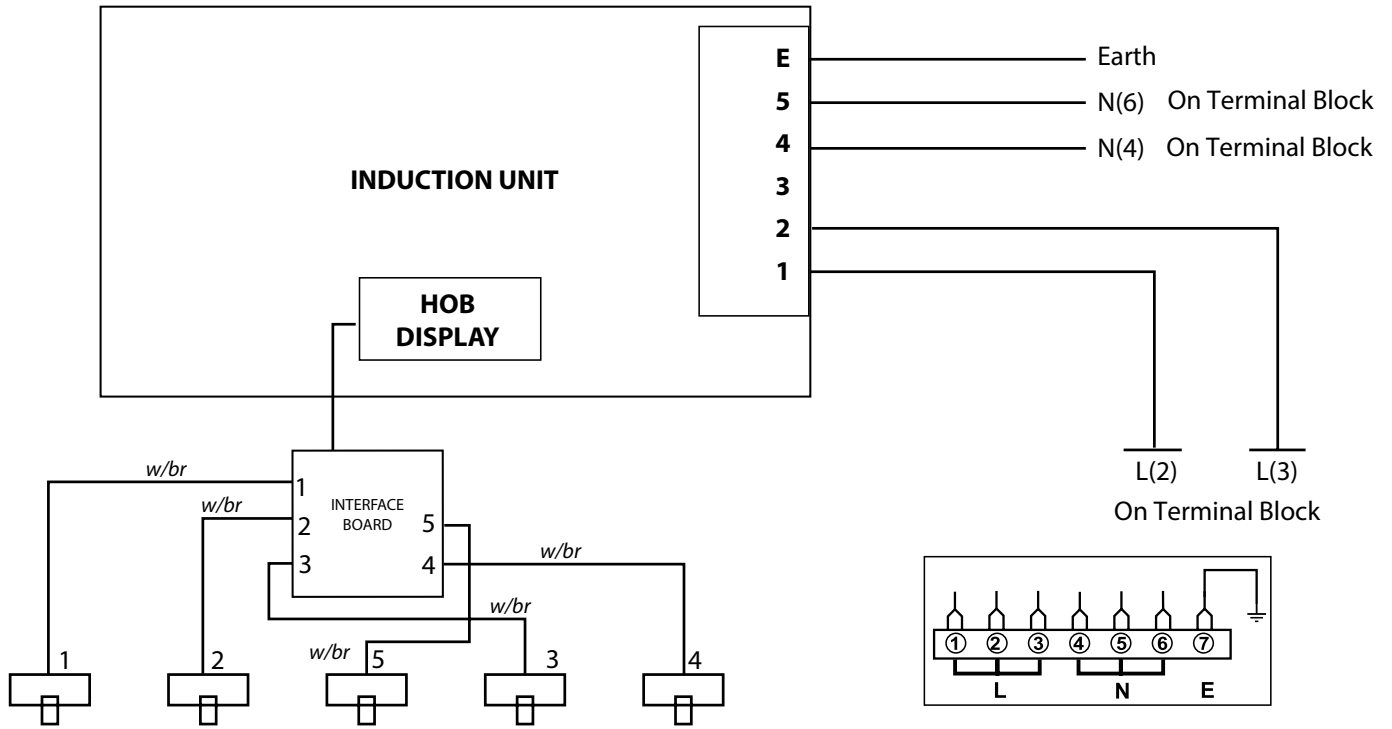 E
Earth
5
N(6) On Terminal Block
4
N(4) On Terminal Block
INDUCTION UNIT
3
2
1
HOB
DISPLAY
L(2)
L(3)
On Terminal Block
w/br
1
INTERFACE
BOARD
w/br
2
5
3
4
w/br
w/br
w/br
1
2
5
3
4
1
2
3
4
5
6
7
L
N
E